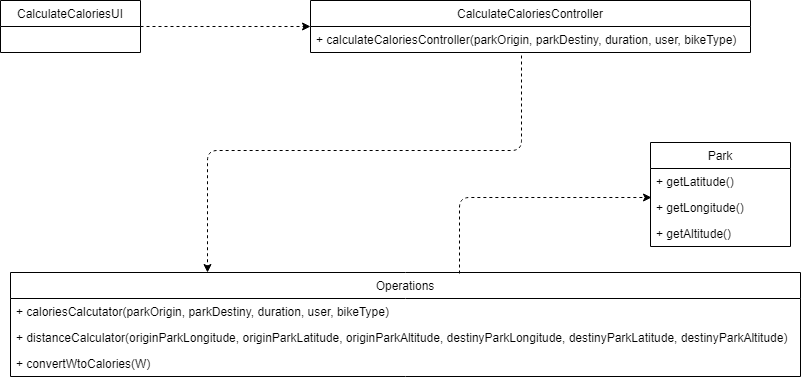 CalculateCaloriesUI
CalculateCaloriesController
+ calculateCaloriesController(parkOrigin, parkDestiny, duration, user, bikeType)
Park
+ getLatitude()
+ getLongitude()
+ getAltitude()
Operations
+ caloriesCalcutator(parkOrigin, parkDestiny, duration, user, bikeType)
+ distanceCalculator(originParkLongitude, originParkLatitude, originParkAltitude, destinyParkLongitude, destinyParkLatitude, destinyParkAltitude)
+ convertWtoCalories(W)